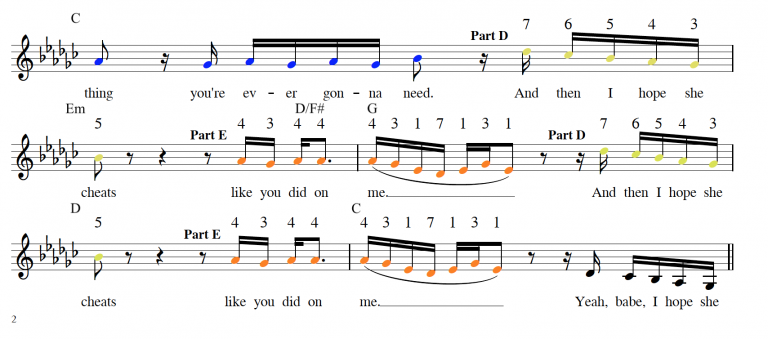 C
Part D 7 6 5 4 3
thing you're ev - er gon - na need. And then I hope she
Em D/F# G
5 Part E 4 3 4 4 4 3 1 7 1 3 1 Part D 7 6 5 4 3
cheats like you did on me. And then I hope she
D C
5 Part E 4 3 4 4 4 3 1 7 1 3 1
cheats like you did on me. Yeah, babe, I hope she
2